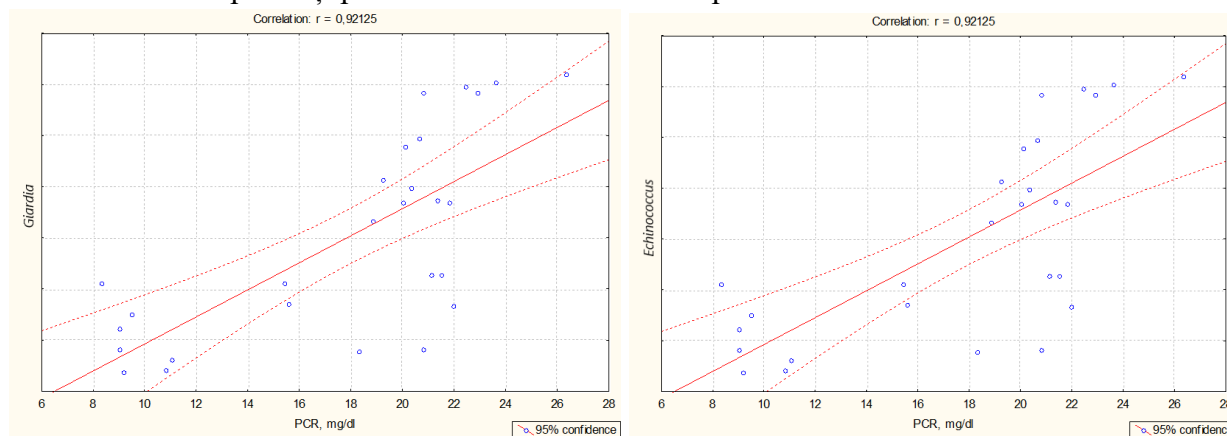 Correlation: r = 0,92125
Giardia
6 8 10 12 14 16 18 20 22 24 26 28
PCR, mg/dl
95% confidence
Correlation: r = 0,92125
Echinococcus
6 8 10 12 14 16 18 20 22 24 26 28
PCR, mg/dl
95% confidence